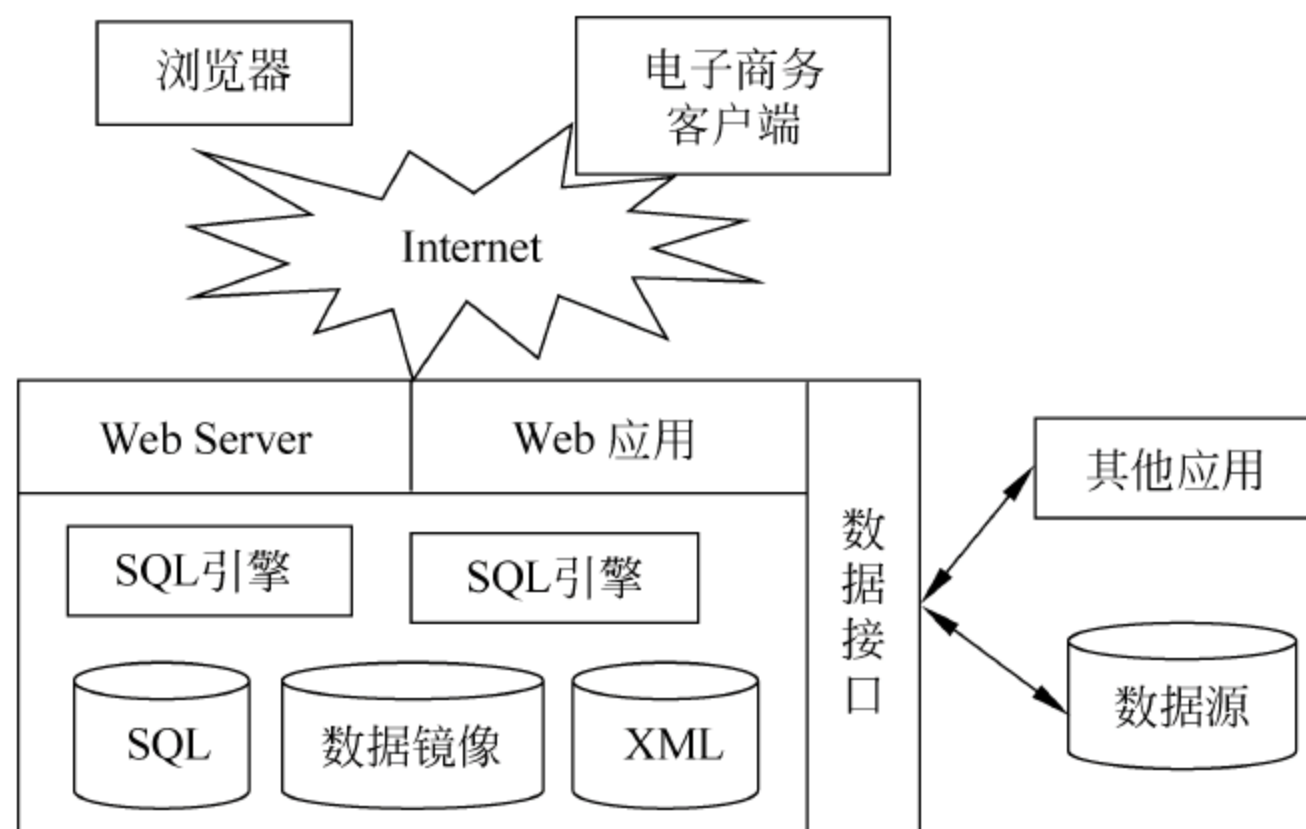 浏览器
电子商务
客户端
Internet
Web Server
Web 应用
其他应用
SQL引擎
SQL引擎
数据接口
SQL
数据镜像
XML
数据源